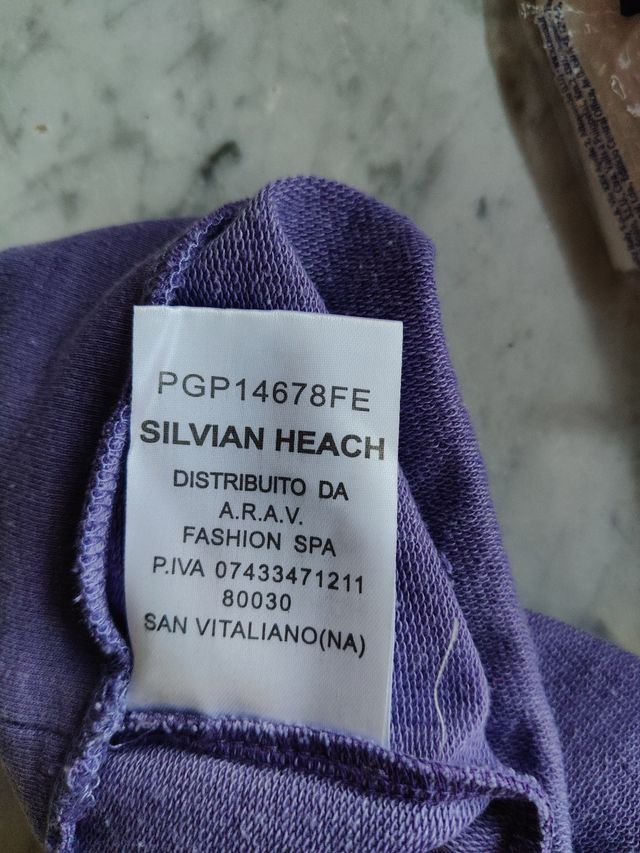 PGP14678FE
SILVIAN HEACH
DISTRIBUITO DA
A.R.A.V.
FASHION SPA
P.IVA 07433471211
80030
SAN VITALIANO(NA)